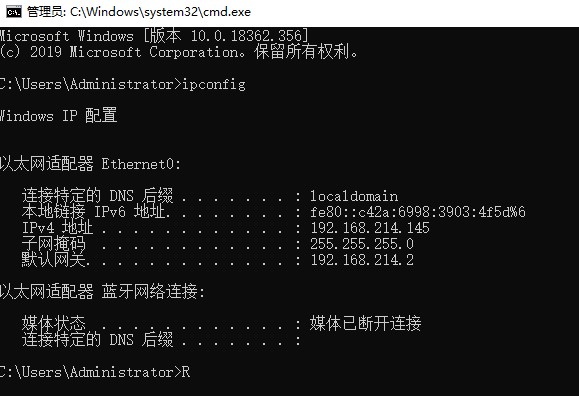 管理员: C:\Windows\system32\cmd.exe
Microsoft Windows [版本 10.0.18362.356]
(c) 2019 Microsoft Corporation。保留所有权利。
C:\Users\Administrator>ipconfig
Windows IP 配置
以太网适配器 Ethernet0:
连接特定的 DNS 后缀 . . . . . . . : localdomain
本地链接 IPv6 地址. . . . . . . . : fe80::c42a:6998:3903:4f5d%6
IPv4 地址 . . . . . . . . . . . . : 192.168.214.145
子网掩码 . . . . . . . . . . . . : 255.255.255.0
默认网关. . . . . . . . . . . . . : 192.168.214.2
以太网适配器 蓝牙网络连接:
媒体状态 . . . . . . . . . . . . : 媒体已断开连接
连接特定的 DNS 后缀 . . . . . . . :
C:\Users\Administrator>R